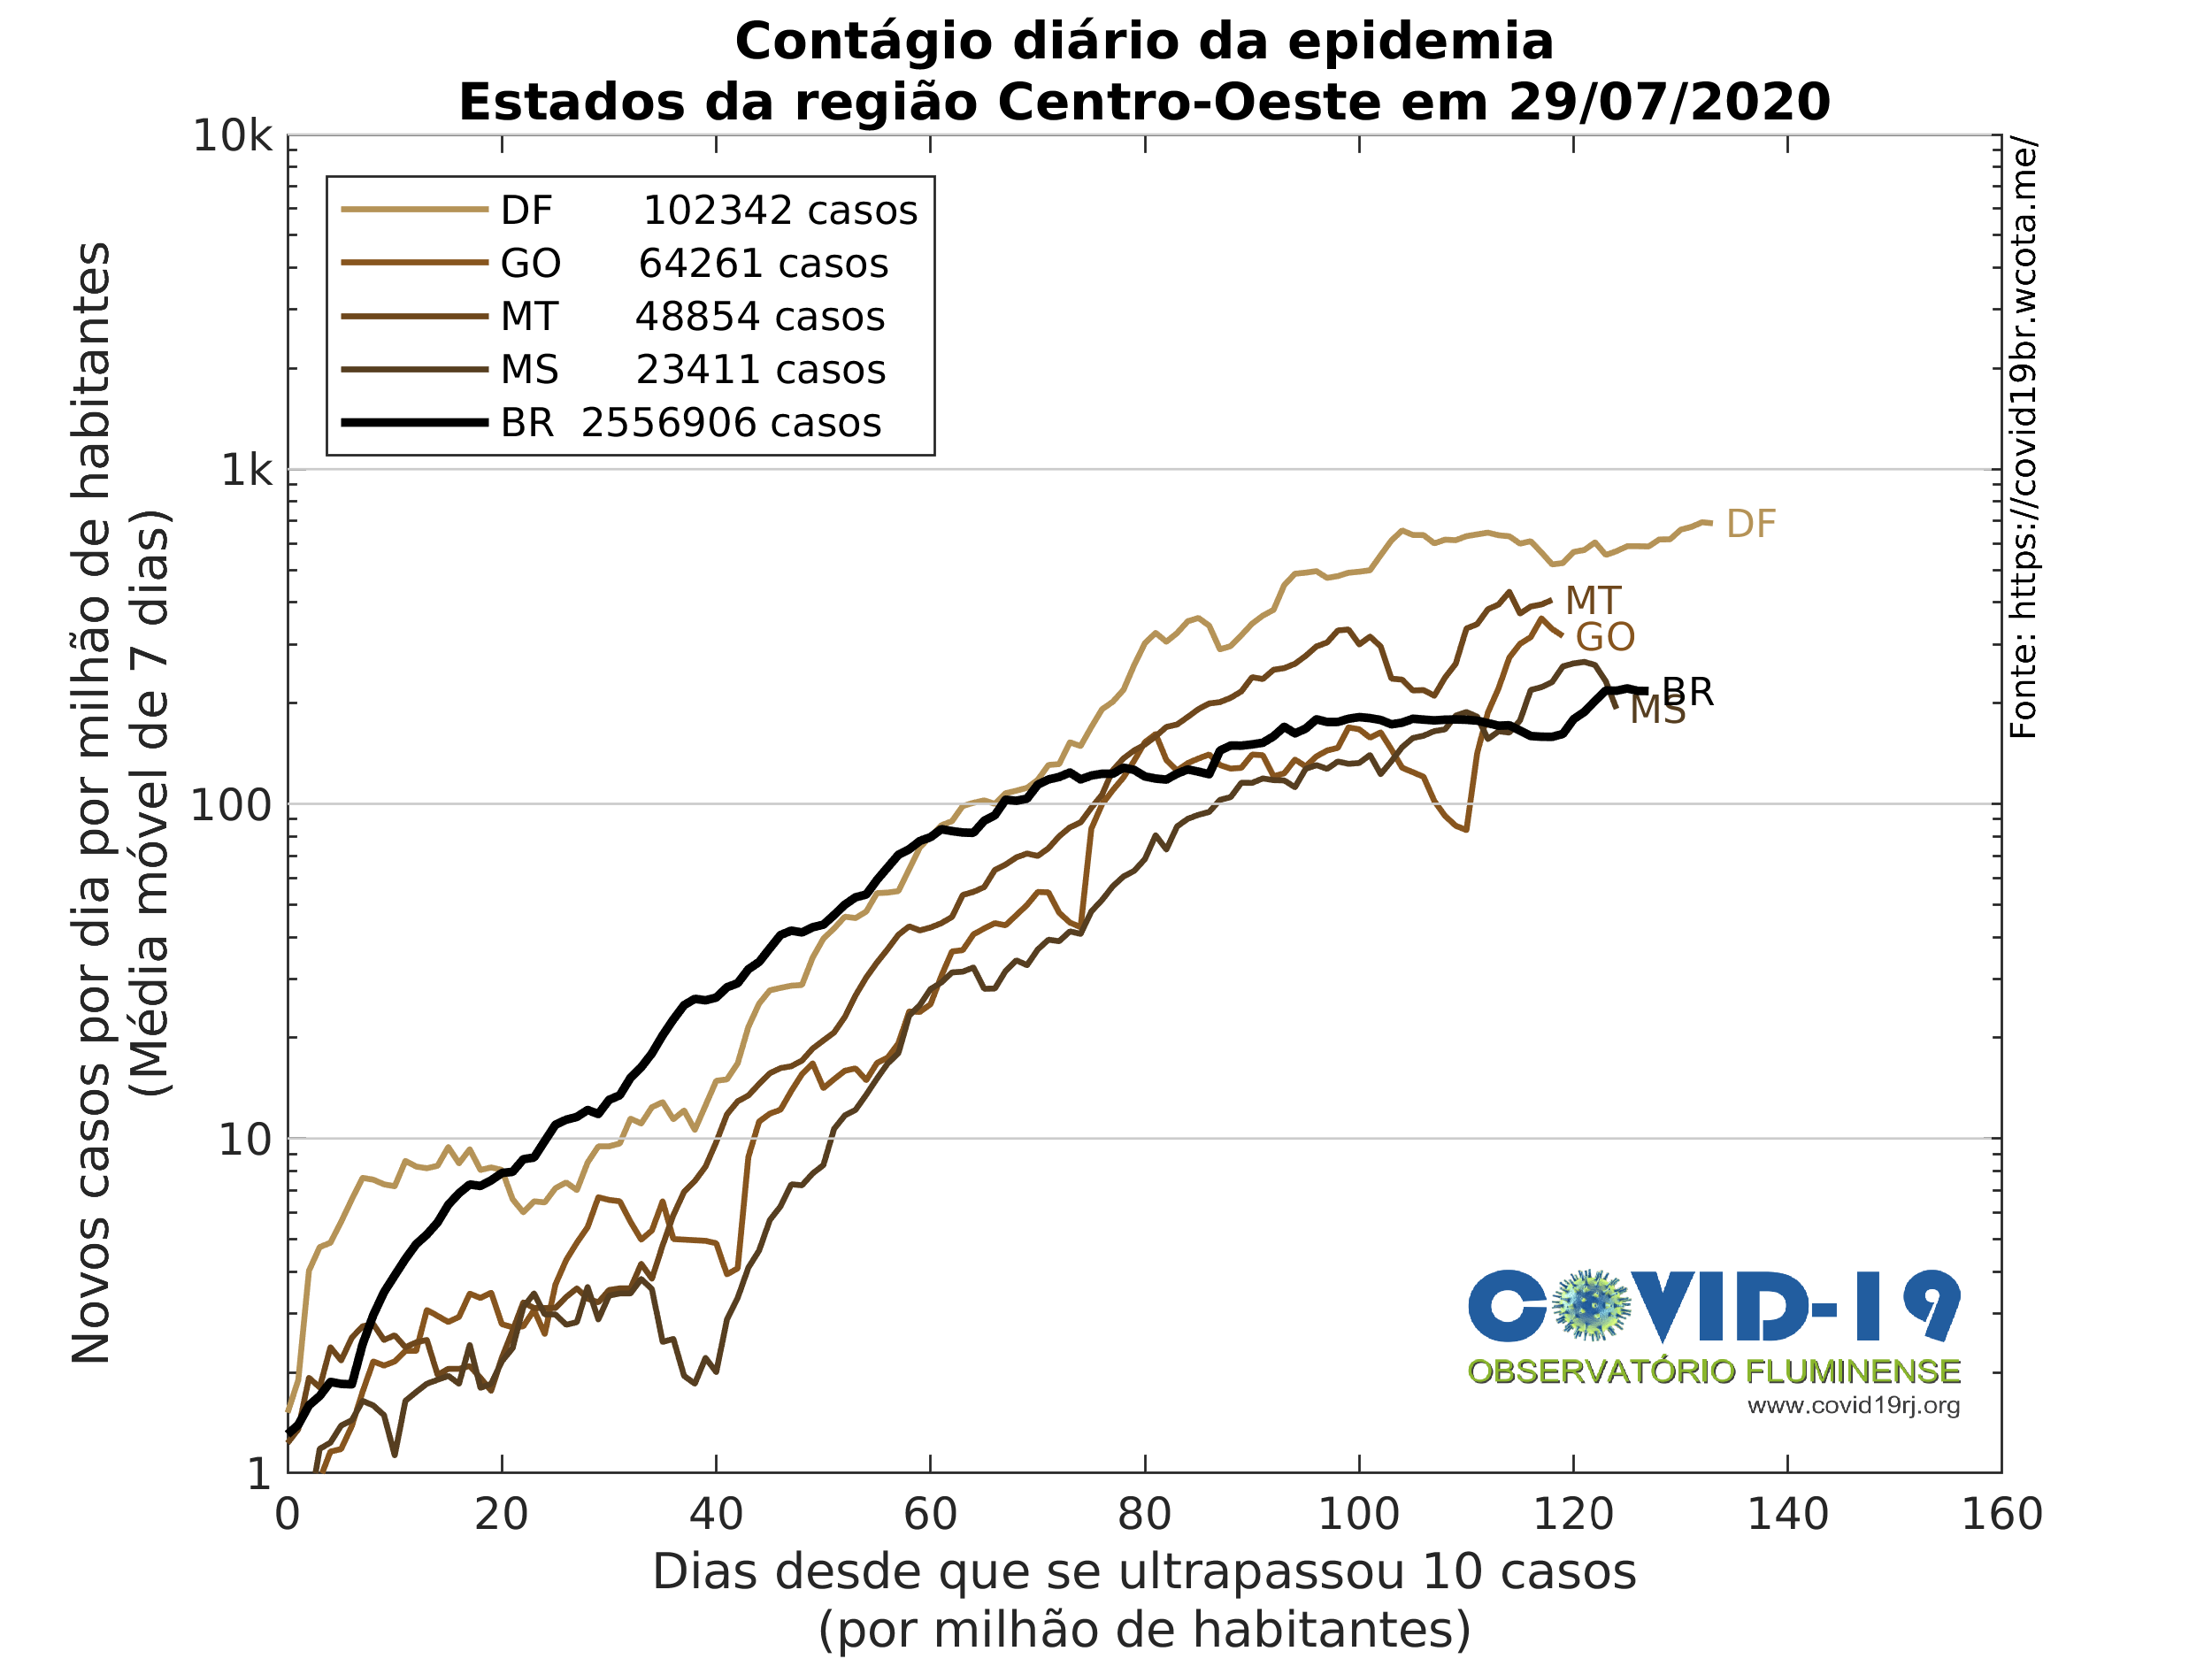 Contágio diário da epidemia
Estados da região Centro-Oeste em 29/07/2020
Novos casos por dia por milhão de habitantes
(Média móvel de 7 dias)
10k
1k
100
10
1
DF 102342 casos
GO 64261 casos
MT 48854 casos
MS 23411 casos
BR 2556906 casos
DF
MT
GO
BR
MS
Fonte: https://covid19br.wcota.me/
COVID-19
OBSERVATÓRIO FLUMINENSE
www.covid19rj.org
0 20 40 60 80 100 120 140 160
Dias desde que se ultrapassou 10 casos
(por milhão de habitantes)